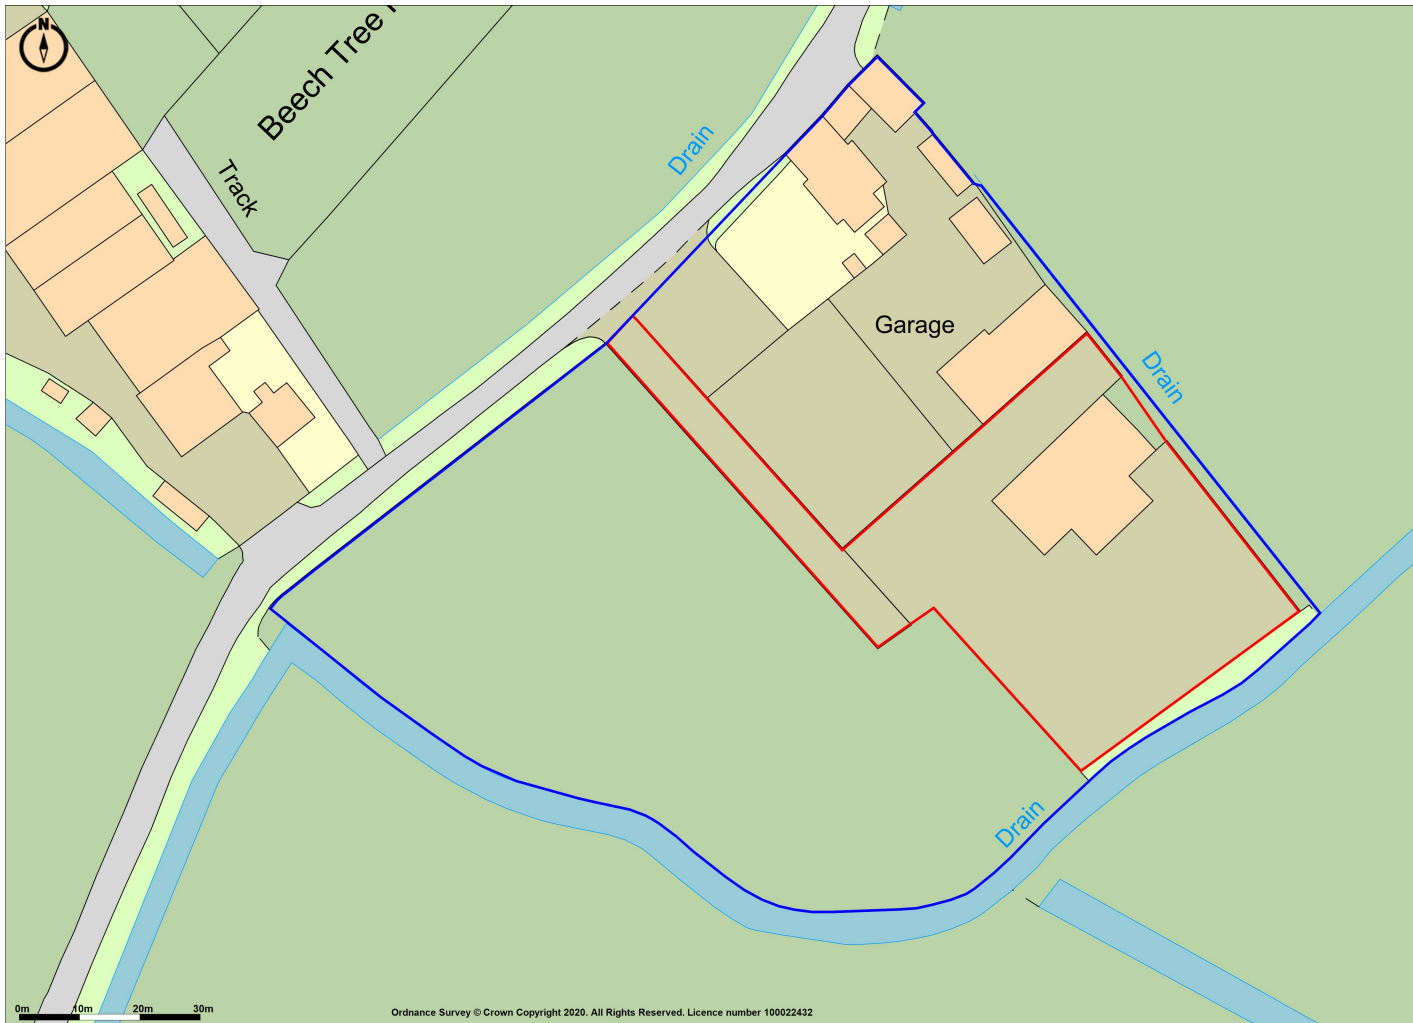 N
Beech Tree
Track
Drain
Garage
Drain
Drain
0m 10m 20m 30m
Ordnance Survey © Crown Copyright 2020. All Rights Reserved. Licence number 100022432